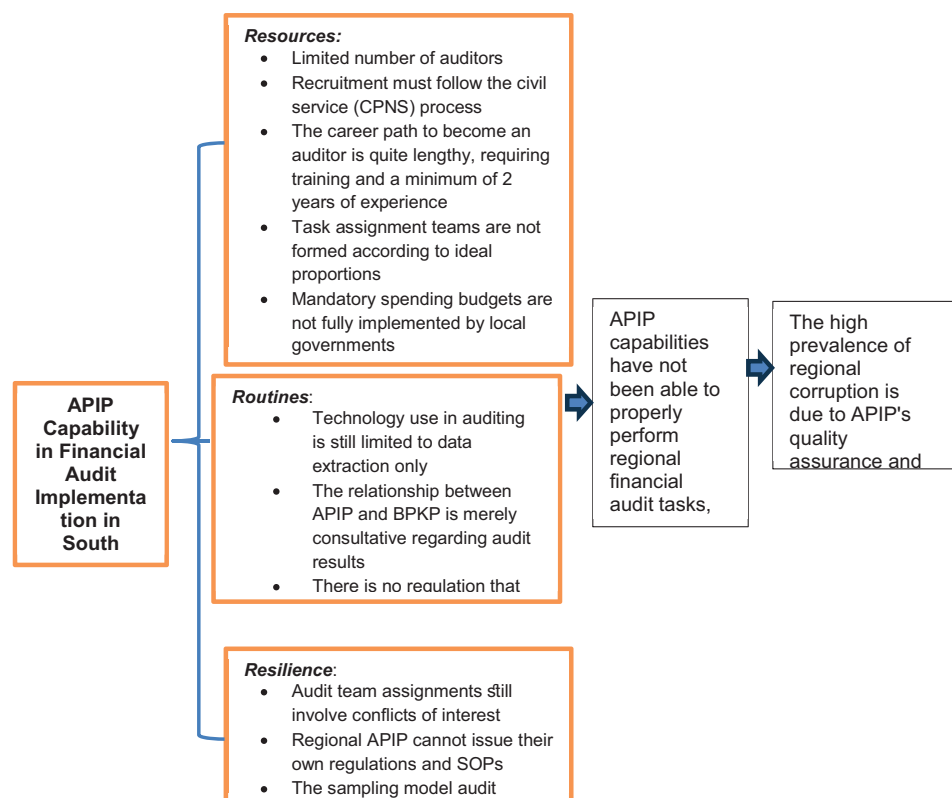 Resources:
• Limited number of auditors
• Recruitment must follow the civil
service (CPNS) process
• The career path to become an
auditor is quite lengthy, requiring
training and a minimum of 2
years of experience
• Task assignment teams are not
formed according to ideal
proportions
• Mandatory spending budgets are
not fully implemented by local
governments
APIP
Capability
in Financial
Audit
Implementa
tion in
South
Routines:
• Technology use in auditing
is still limited to data
extraction only
• The relationship between
APIP and BPKP is merely
consultative regarding audit
results
• There is no regulation that
Resilience:
• Audit team assignments still
involve conflicts of interest
• Regional APIP cannot issue their
own regulations and SOPs
• The sampling model audit
APIP
capabilities
have not
been able to
properly
perform
regional
financial
audit tasks,
The high
prevalence of
regional
corruption is
due to APIP's
quality
assurance and